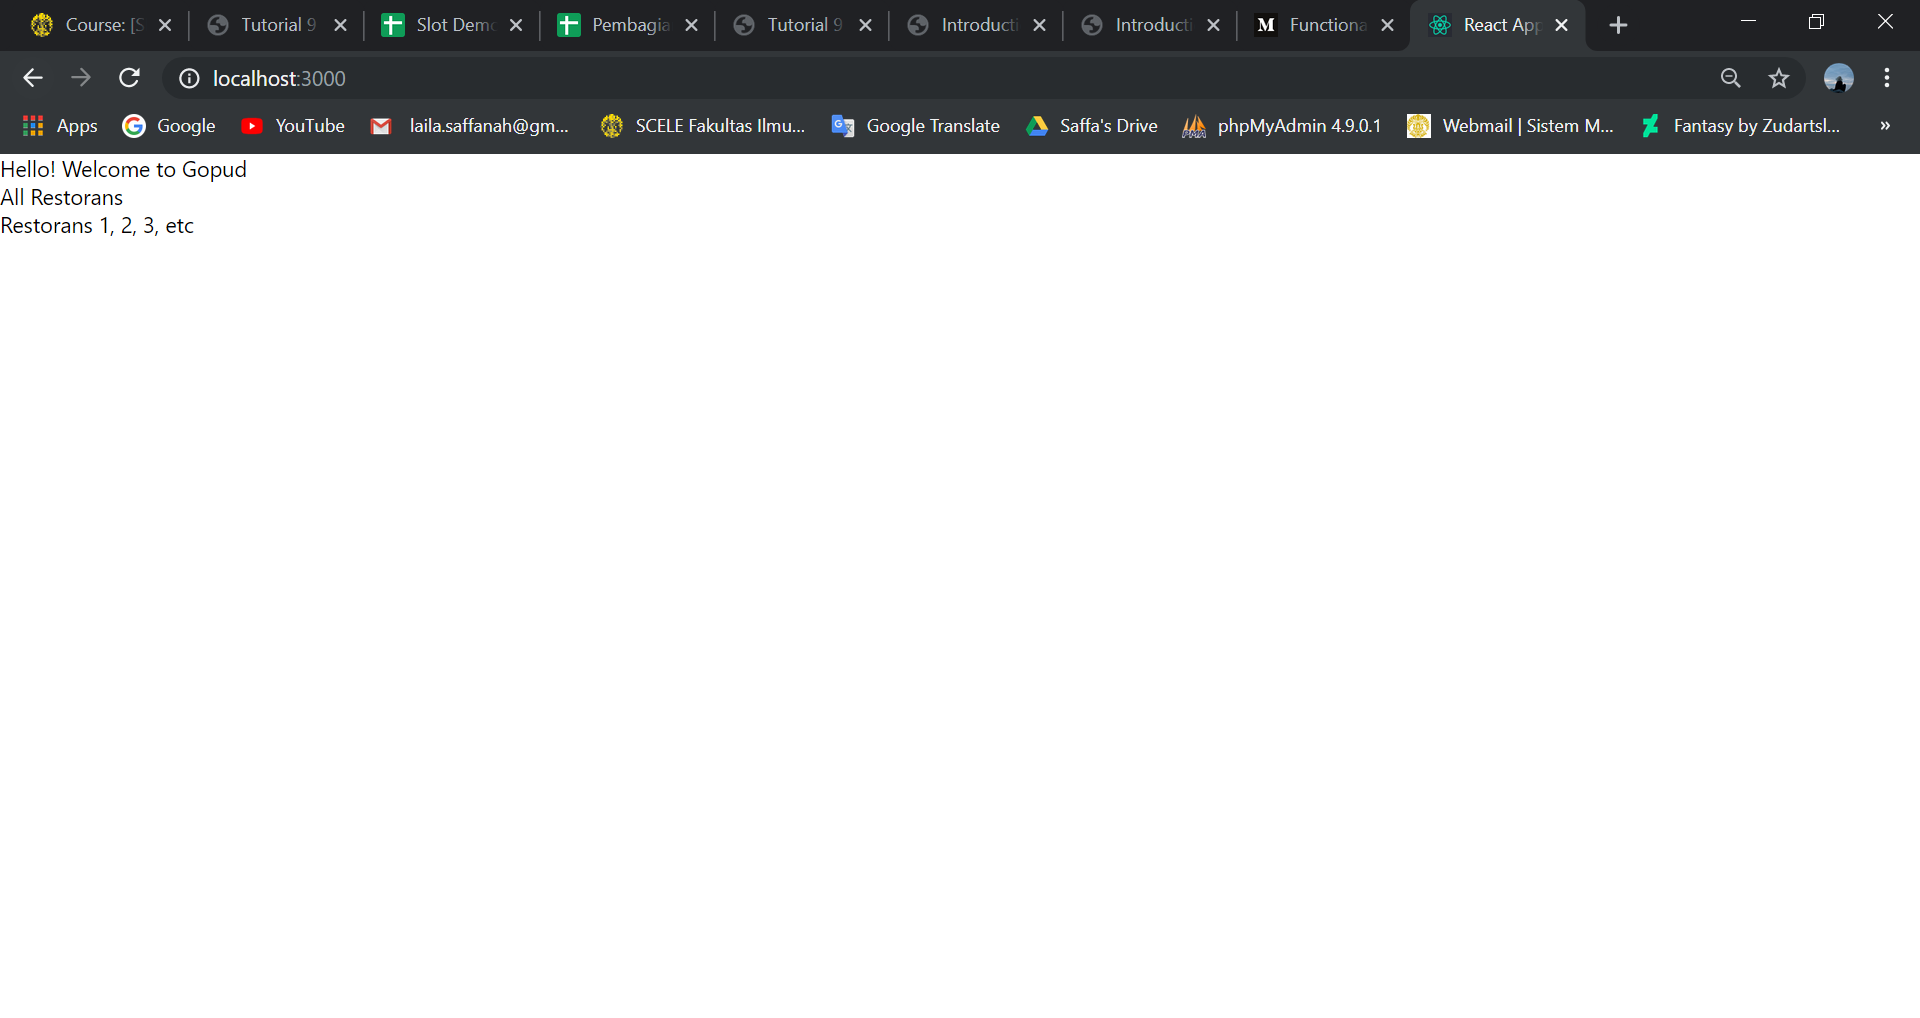 Course: [S
Tutorial 9
Slot Dem
Pembagia
Tutorial 9
Introducti
Introducti
M Functiona
React App
localhost:3000
Apps
Google
YouTube
laila.saffanah@gm...
SCELE Fakultas Ilmu...
Google Translate
Saffa's Drive
phpMyAdmin 4.9.0.1
Webmail | Sistem M...
Fantasy by Zudartsl...
»
Hello! Welcome to Gopud
All Restorans
Restorans 1, 2, 3, etc